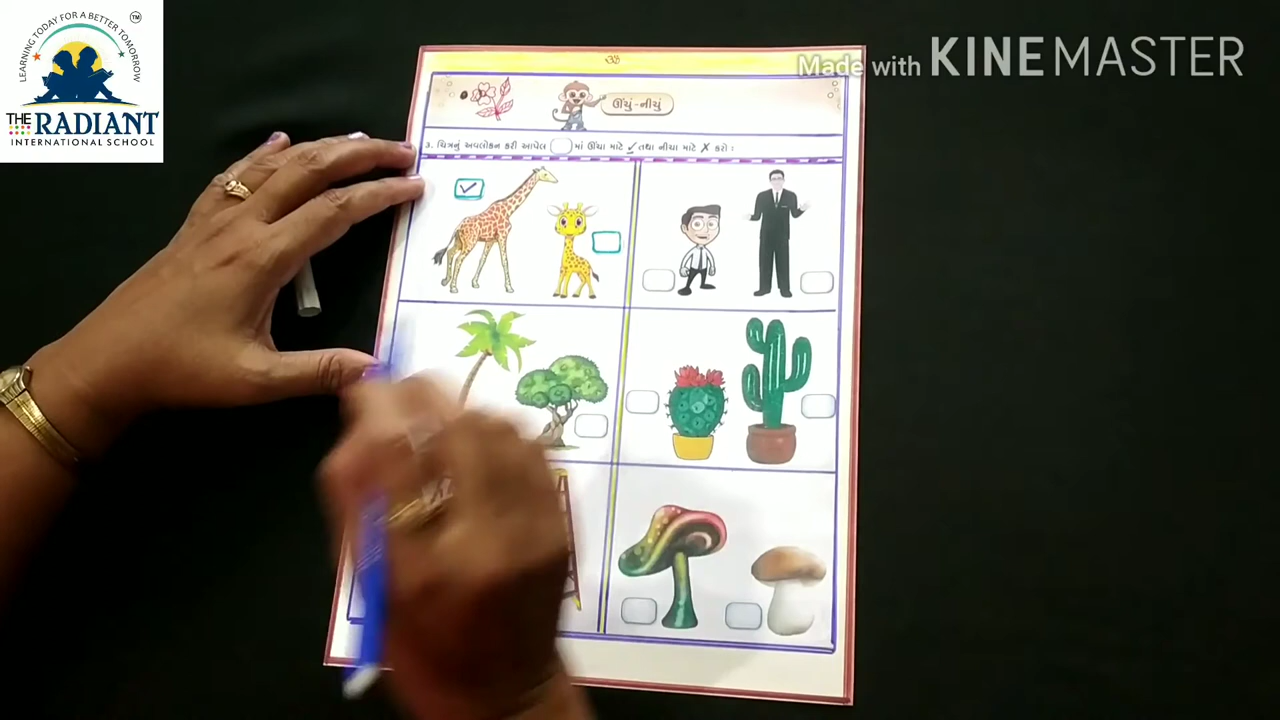 LEARNING TODAY FOR A BETTER TOMORROW
TM
THE RADIANT
INTERNATIONAL SCHOOL
Made with KINEMASTER
ઊંચું-નીચું
૩. ચિત્રનું અવલોકન કરી આપેલ માં ઊંચા માટે ✓ તથા નીચા માટે ✗ કરો :